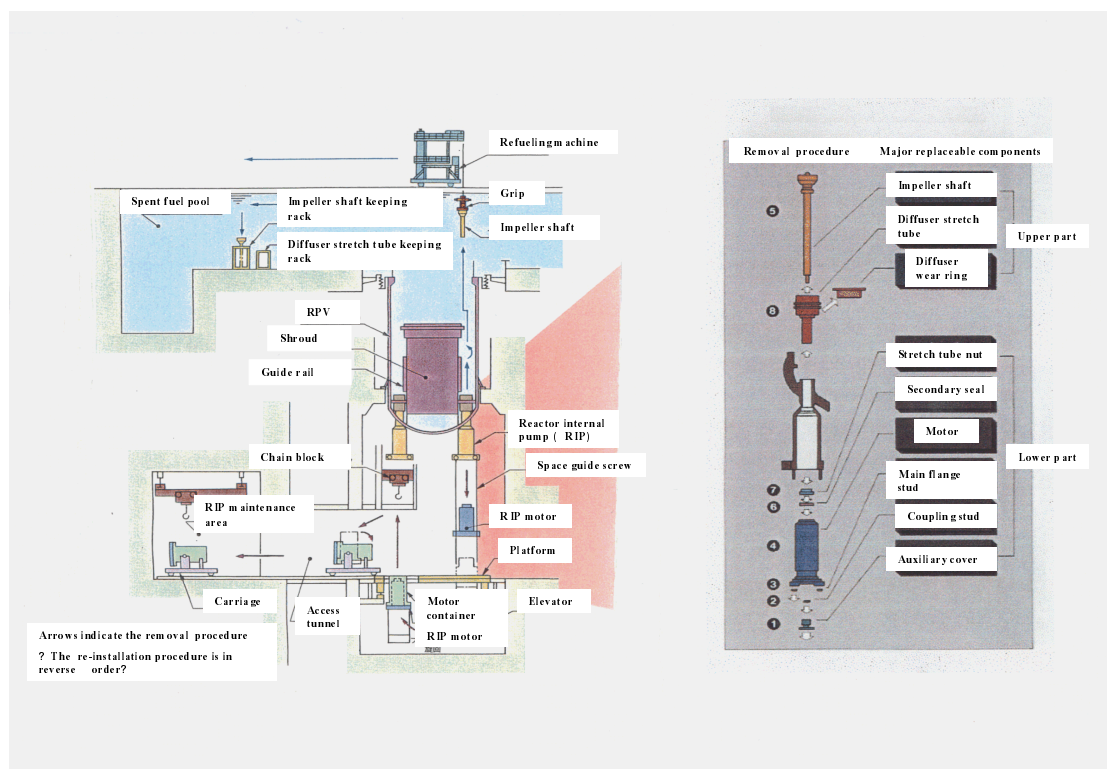 Refueling machine
Spent fuel pool
Impeller shaft keeping
rack
Grip
Impeller shaft
Diffuser stretch tube keeping
rack
RPV
Shroud
Guide rail
Reactor internal
pump ( RIP)
Chain block
Space guide screw
RIP maintenance
area
RIP motor
Platform
Carriage
Access
tunnel
Motor
container
Elevator
RIP motor
Arrows indicate the removal procedure
? The re-installation procedure is in
reverse order?
Removal procedure
Major replaceable components
Impeller shaft
5
Diffuser stretch
tube
Upper part
Diffuser
wear ring
8
Stretch tube nut
Secondary seal
Motor
Lower part
Main flange
stud
7
6
Coupling stud
4
Auxiliary cover
3
2
1